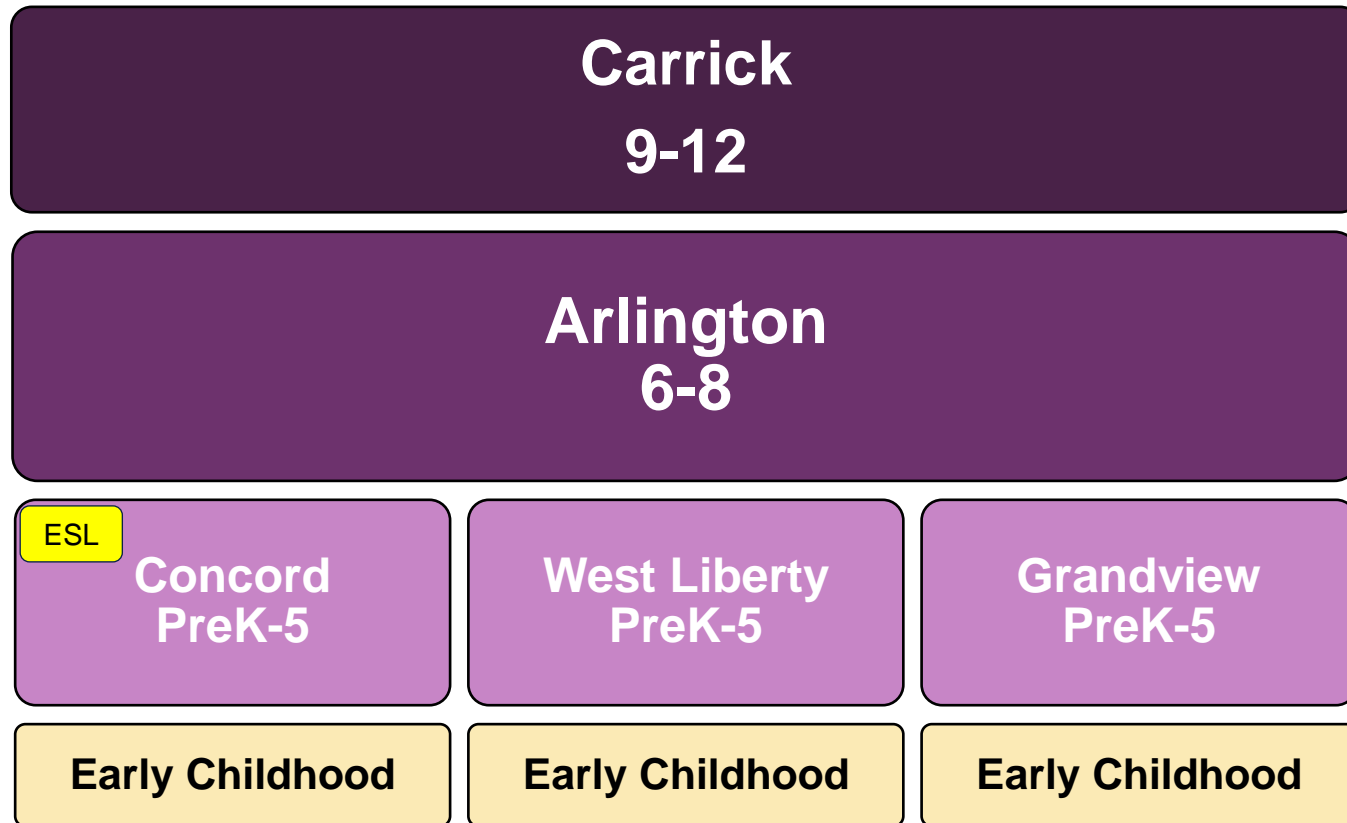 Carrick
9-12
Arlington
6-8
ESL
Concord
PreK-5
West Liberty
PreK-5
Grandview
PreK-5
Early Childhood
Early Childhood
Early Childhood